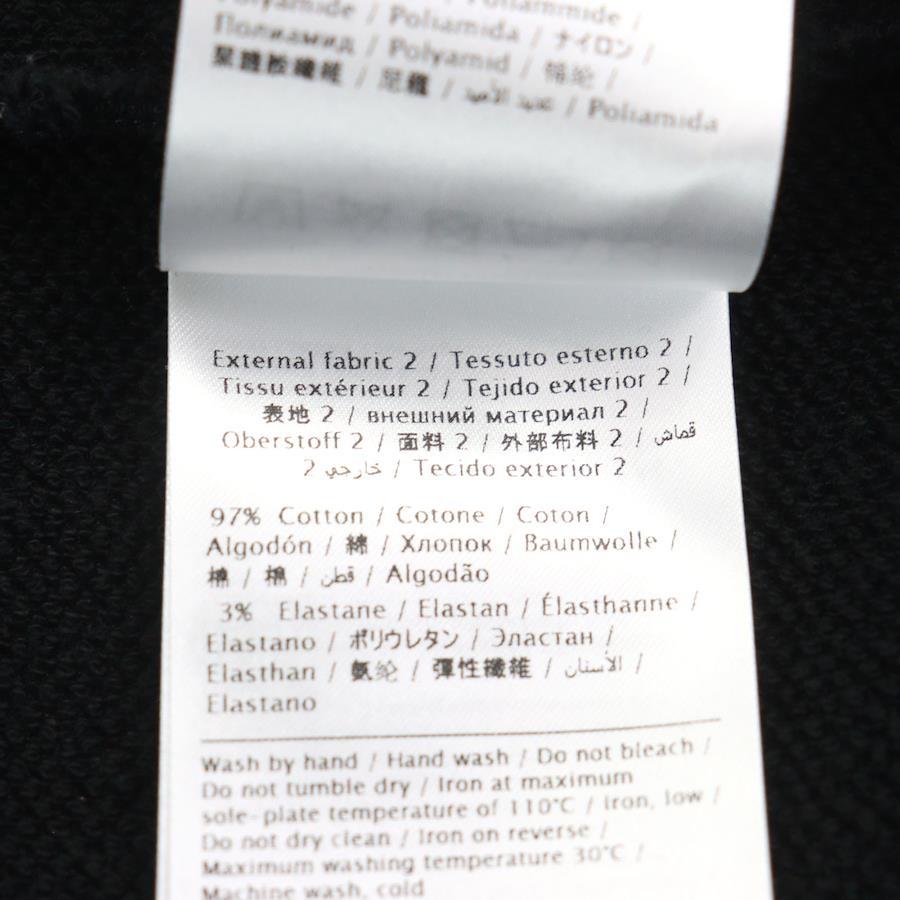 Polyamide / Poliammide /
Poliamida / ナイロン /
Полиамид / Polyamid / 锦纶 /
聚醯胺纖維 / 尼龍 / / Poliamida
External fabric 2 / Tessuto esterno 2 /
Tissu extérieur 2 / Tejido exterior 2 /
表地 2 / внешний материал 2 /
Oberstoff 2 / 面料 2 / 外部布料 2 / قماش
2 خارجي / Tecido exterior 2
97% Cotton / Cotone / Coton /
Algodón / 綿 / Хлопок / Baumwolle /
棉 / 棉 / قطن / Algodão
3% Elastane / Elastan / Élasthanne /
Elastano / ポリウレタン / Эластан /
Elasthan / 氨纶 / 彈性纖維 / الأستان /
Elastano
Wash by hand / Hand wash / Do not bleach /
Do not tumble dry / Iron at maximum
sole-plate temperature of 110°C / Iron, low /
Do not dry clean / Iron on reverse /
Maximum washing temperature 30°C /
Machine wash, cold